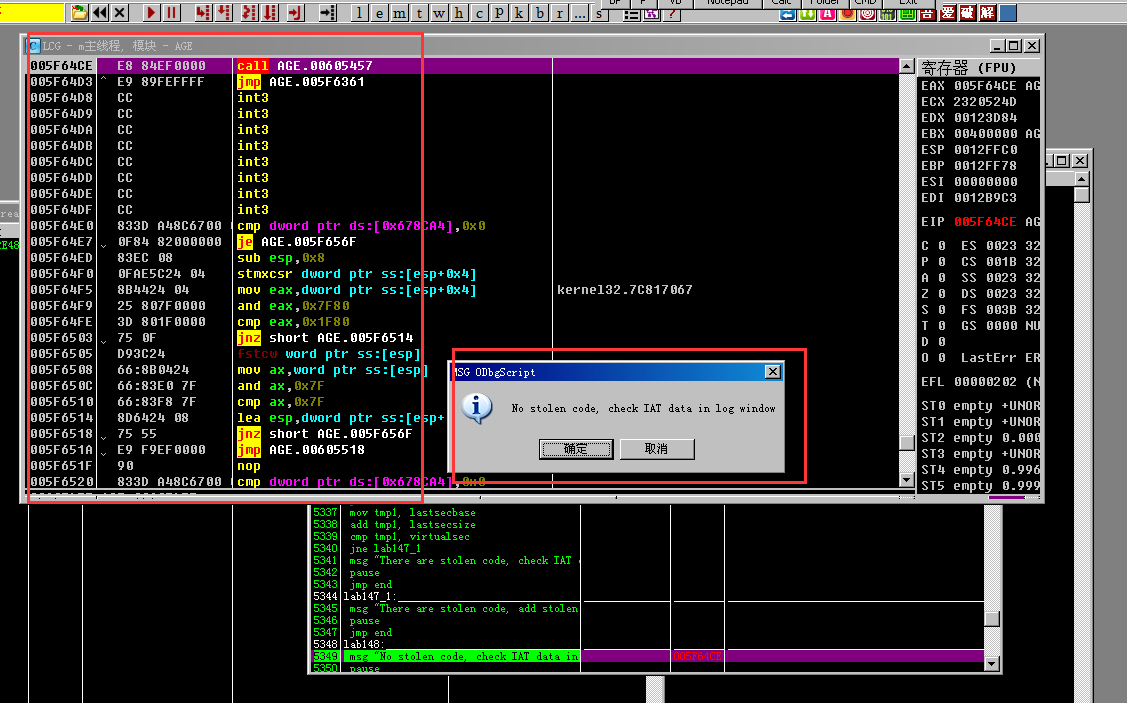 BP P VB Notepad Calc Folder CMD Exit
l e m t w h c p k b r ... s ?
吾 爱 破 解
C LCG - m主线程, 模块 - AGE
005F64CE E8 84EF0000 call AGE.00605457
005F64D3 ^ E9 89FEFFFF jmp AGE.005F6361
005F64D8 CC int3
005F64D9 CC int3
005F64DA CC int3
005F64DB CC int3
005F64DC CC int3
005F64DD CC int3
005F64DE CC int3
005F64DF CC int3
005F64E0 833D A48C6700 cmp dword ptr ds:[0x678CA4],0x0
005F64E7 0F84 82000000 je AGE.005F656F
005F64ED 83EC 08 sub esp,0x8
005F64F0 0FAE5C24 04 stmxcsr dword ptr ss:[esp+0x4]
005F64F5 8B4424 04 mov eax,dword ptr ss:[esp+0x4] kernel32.7C817067
005F64F9 25 807F0000 and eax,0x7F80
005F64FE 3D 801F0000 cmp eax,0x1F80
005F6503 75 0F jnz short AGE.005F6514
005F6505 D93C24 fstcw word ptr ss:[esp]
005F6508 66:8B0424 mov ax,word ptr ss:[esp]
005F650C 66:83E0 7F and ax,0x7F
005F6510 66:83F8 7F cmp ax,0x7F
005F6514 8D6424 08 lea esp,dword ptr ss:[esp+
005F6518 75 55 jnz short AGE.005F656F
005F651A E9 F9EF0000 jmp AGE.00605518
005F651F 90 nop
005F6520 833D A48C6700 cmp dword ptr ds:[0x678CA4],0x0
寄存器 (FPU)
EAX 005F64CE AG
ECX 2320524D
EDX 00123D84
EBX 00400000 AG
ESP 0012FFC0
EBP 0012FF78
ESI 00000000
EDI 0012B9C3
EIP 005F64CE AG
C 0 ES 0023 32
P 0 CS 001B 32
A 0 SS 0023 32
Z 0 DS 0023 32
S 0 FS 003B 32
T 0 GS 0000 NU
D 0
O 0 LastErr ER
EFL 00000202 (N
ST0 empty +UNOR
ST1 empty +UNOR
ST2 empty 0.000
ST3 empty +UNOR
ST4 empty 0.996
ST5 empty 0.999
MSG ODbgScript
No stolen code, check IAT data in log window
确定
取消
5337 mov tmp1, lastsecbase
5338 add tmp1, lastsecsize
5339 cmp tmp1, virtualsec
5340 jne lab147_1
5341 msg "There are stolen code, check IAT
5342 pause
5343 jmp end
5344 lab147_1:
5345 msg "There are stolen code, add stolen
5346 pause
5347 jmp end
5348 lab148:
5349 msg "No stolen code, check IAT data in 005F64CE
5350 pause